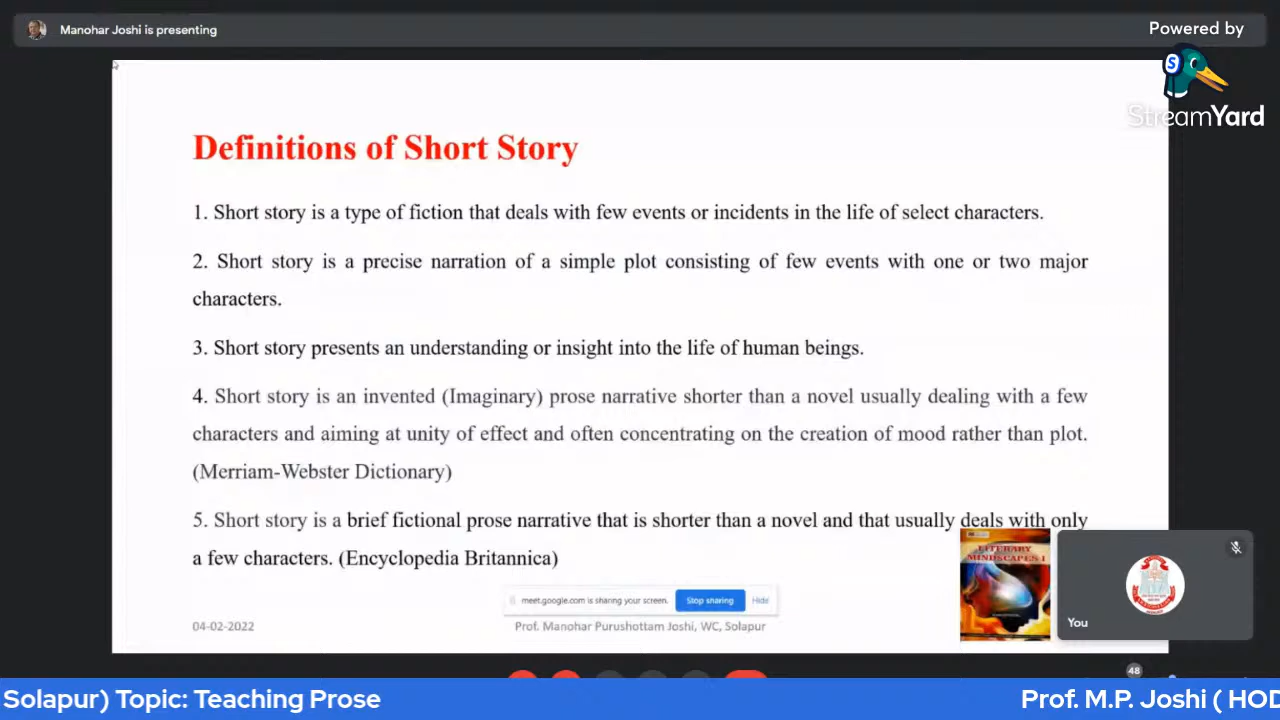 Manohar Joshi is presenting
Powered by
S
StreamYard
Definitions of Short Story
1. Short story is a type of fiction that deals with few events or incidents in the life of select characters.
2. Short story is a precise narration of a simple plot consisting of few events with one or two major
characters.
3. Short story presents an understanding or insight into the life of human beings.
4. Short story is an invented (Imaginary) prose narrative shorter than a novel usually dealing with a few
characters and aiming at unity of effect and often concentrating on the creation of mood rather than plot.
(Merriam-Webster Dictionary)
5. Short story is a brief fictional prose narrative that is shorter than a novel and that usually deals with only
a few characters. (Encyclopedia Britannica)
LITERARY
MINDSCAPES I
meet.google.com is sharing your screen.
Stop sharing
Hide
You
04-02-2022
Prof. Manohar Purushottam Joshi, WC, Solapur
48
Solapur) Topic: Teaching Prose
Prof. M.P. Joshi ( HOD